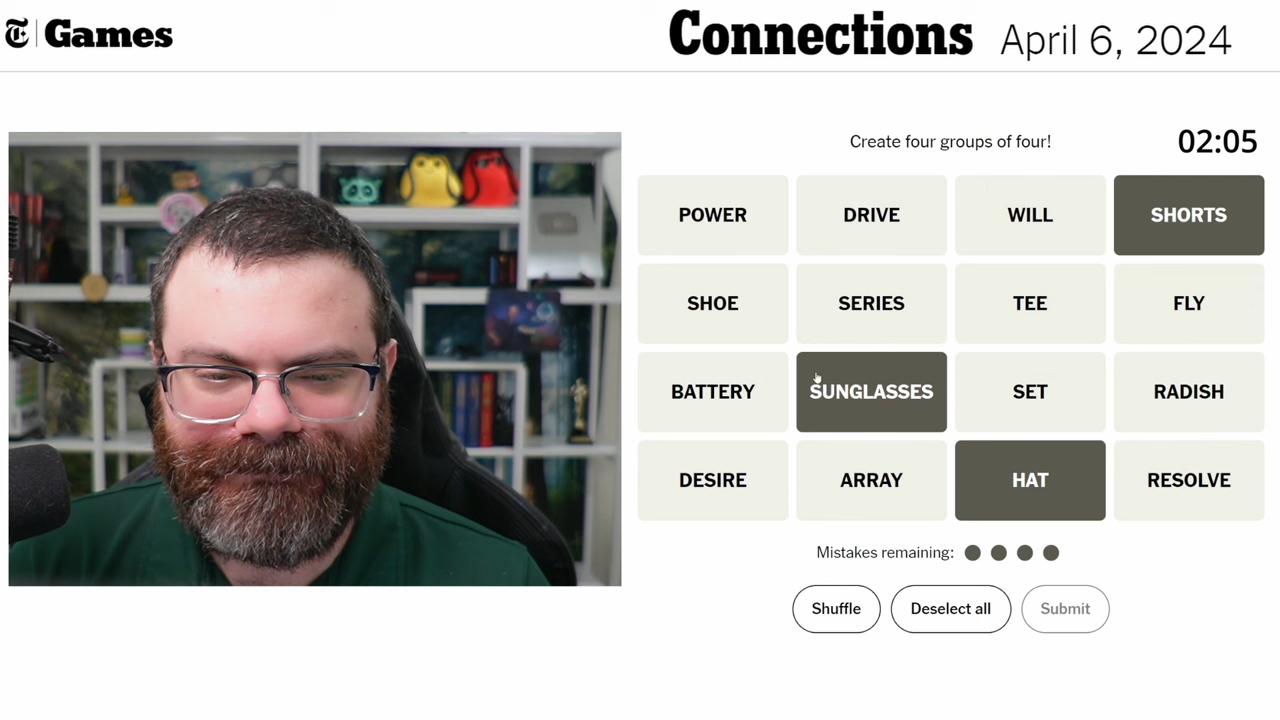 T Games
Connections April 6, 2024
Create four groups of four!
02:05
POWER DRIVE WILL SHORTS
SHOE SERIES TEE FLY
BATTERY SUNGLASSES SET RADISH
DESIRE ARRAY HAT RESOLVE
Mistakes remaining:
Shuffle Deselect all Submit